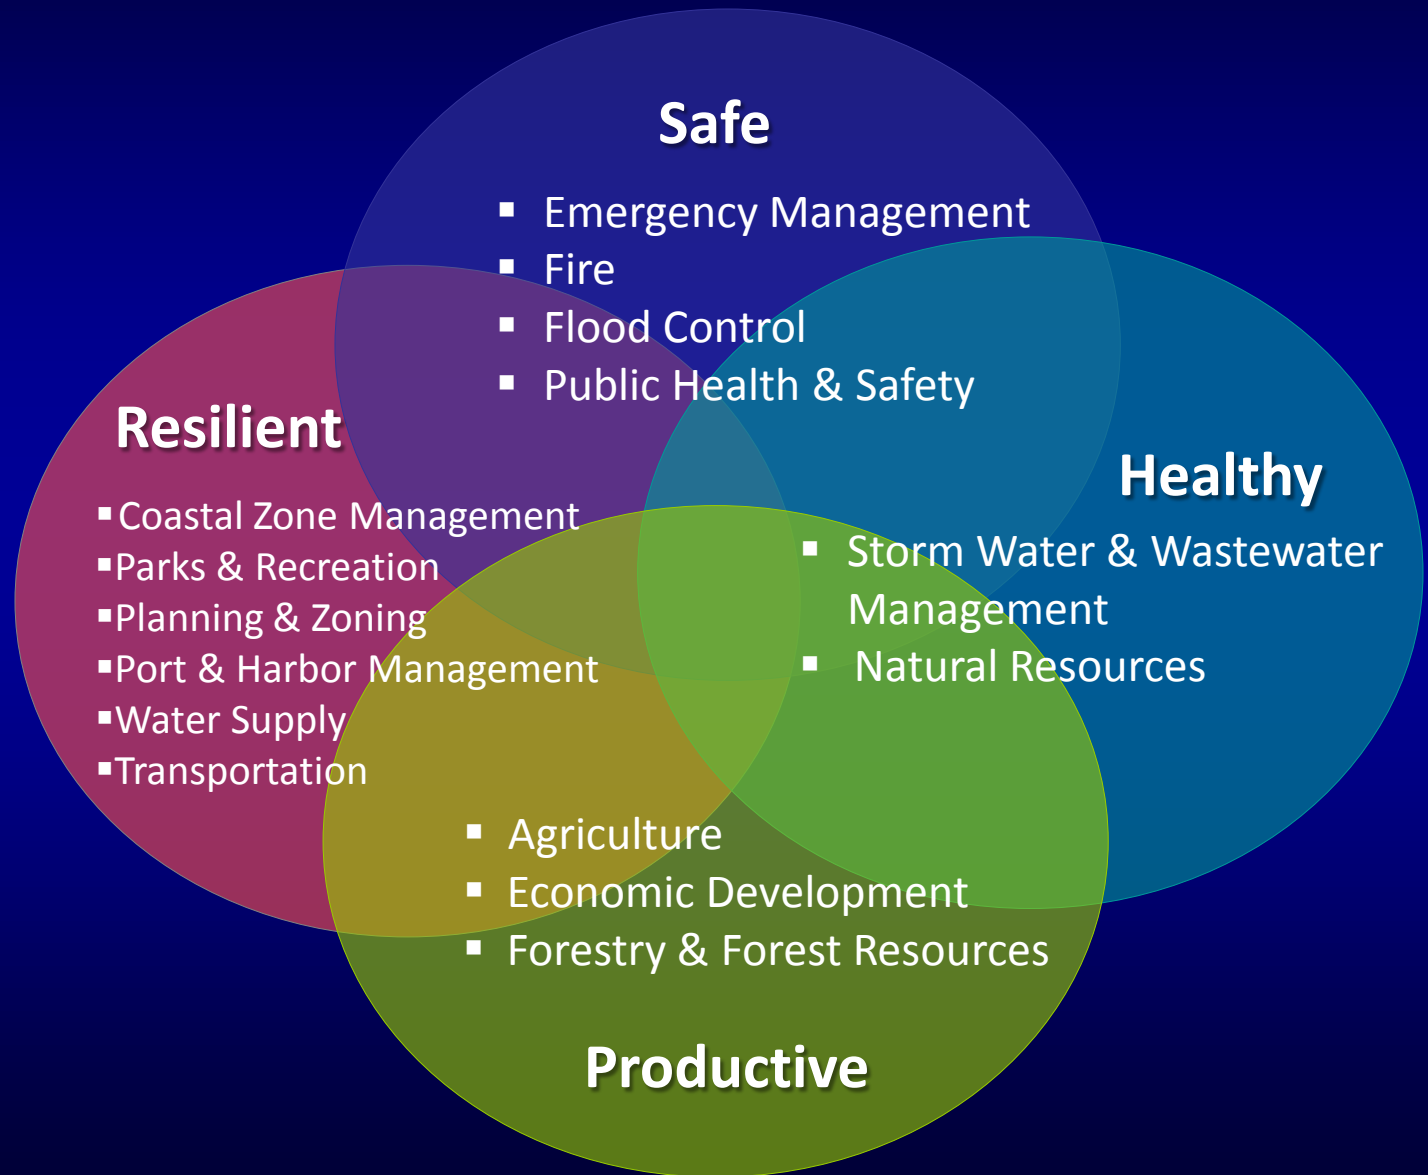 Safe
▪ Emergency Management
▪ Fire
▪ Flood Control
▪ Public Health & Safety
Resilient
▪Coastal Zone Management
▪Parks & Recreation
▪Planning & Zoning
▪Port & Harbor Management
▪Water Supply
▪Transportation
Healthy
▪ Storm Water & Wastewater
Management
▪ Natural Resources
▪ Agriculture
▪ Economic Development
▪ Forestry & Forest Resources
Productive